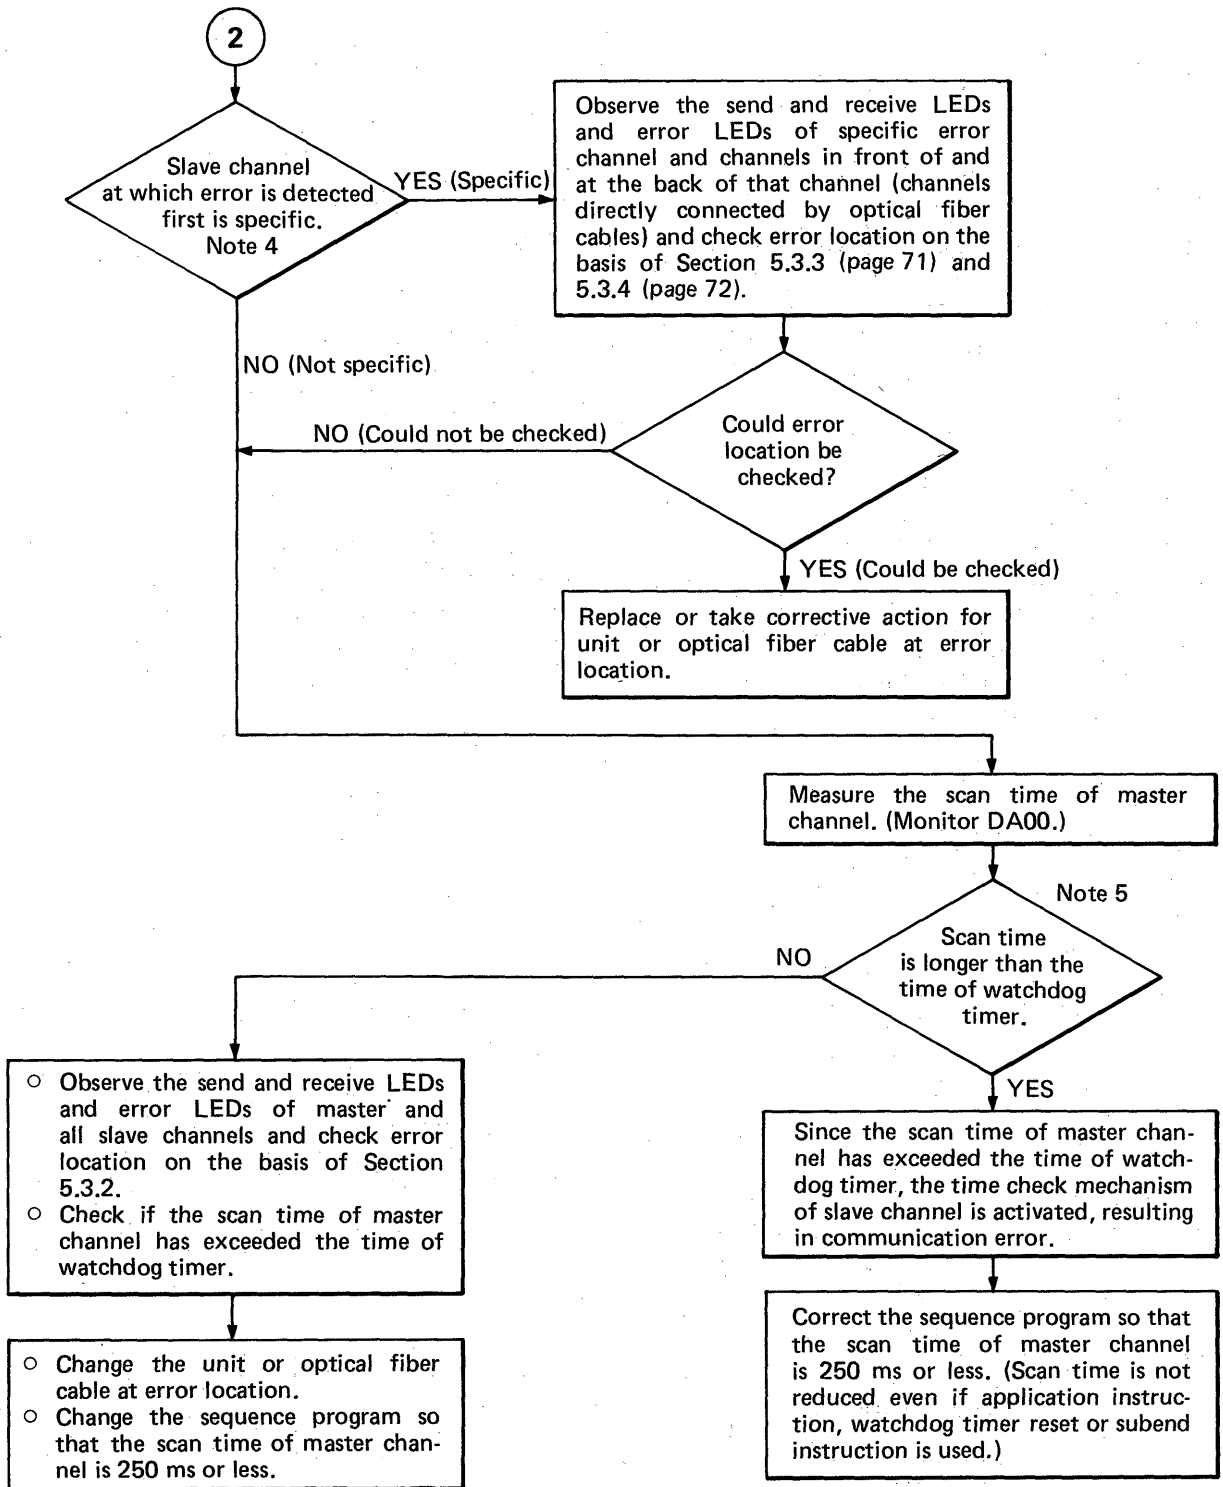 2
Slave channel
at which error is detected
first is specific.
Note 4
YES (Specific)
Observe the send and receive LEDs
and error LEDs of specific error
channel and channels in front of and
at the back of that channel (channels
directly connected by optical fiber
cables) and check error location on the
basis of Section 5.3.3 (page 71) and
5.3.4 (page 72).
NO (Not specific)
NO (Could not be checked)
Could error
location be
checked?
YES (Could be checked)
Replace or take corrective action for
unit or optical fiber cable at error
location.
Measure the scan time of master
channel. (Monitor DA00.)
Note 5
Scan time
is longer than the
time of watchdog
timer.
NO
YES
○ Observe the send and receive LEDs
and error LEDs of master and
all slave channels and check error
location on the basis of Section
5.3.2.
○ Check if the scan time of master
channel has exceeded the time of
watchdog timer.
Since the scan time of master chan-
nel has exceeded the time of watch-
dog timer, the time check mechanism
of slave channel is activated, resulting
in communication error.
○ Change the unit or optical fiber
cable at error location.
○ Change the sequence program so
that the scan time of master chan-
nel is 250 ms or less.
Correct the sequence program so that
the scan time of master channel
is 250 ms or less. (Scan time is not
reduced even if application instruc-
tion, watchdog timer reset or subend
instruction is used.)